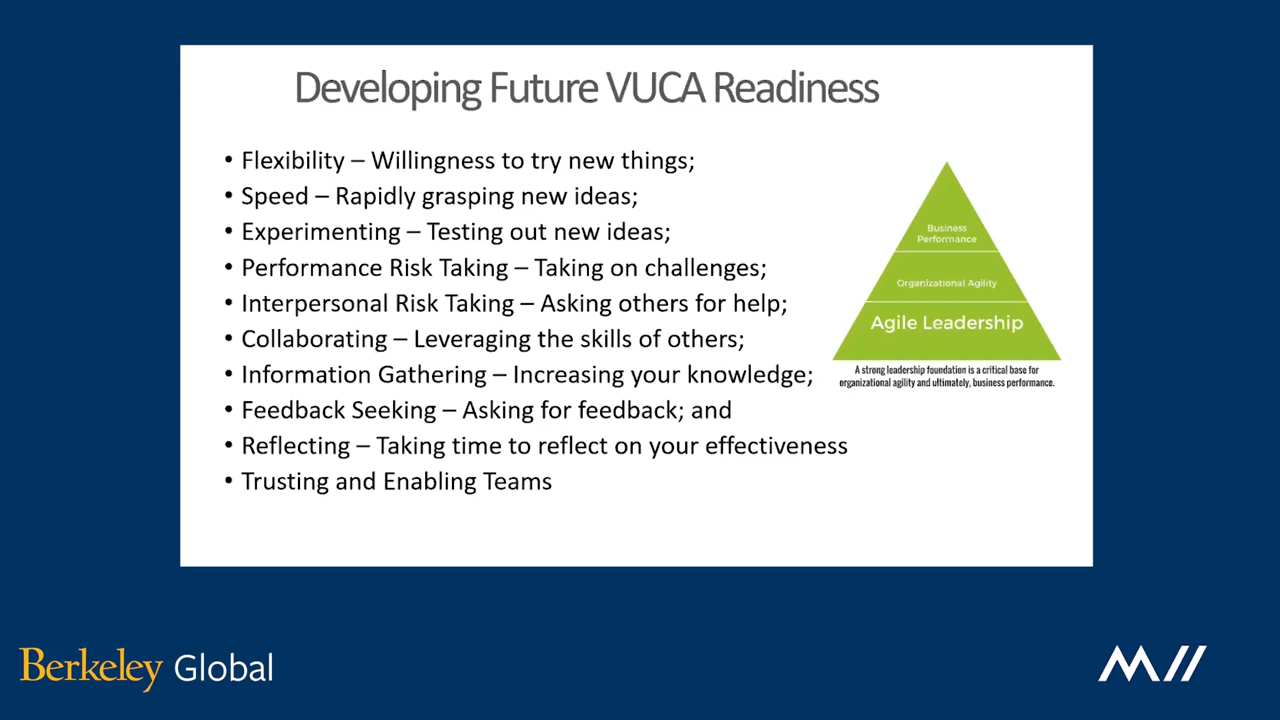 Developing Future VUCA Readiness
• Flexibility – Willingness to try new things;
• Speed – Rapidly grasping new ideas;
• Experimenting – Testing out new ideas;
• Performance Risk Taking – Taking on challenges;
• Interpersonal Risk Taking – Asking others for help;
• Collaborating – Leveraging the skills of others;
• Information Gathering – Increasing your knowledge;
• Feedback Seeking – Asking for feedback; and
• Reflecting – Taking time to reflect on your effectiveness
• Trusting and Enabling Teams
Business
Performance
Organizational Agility
Agile Leadership
A strong leadership foundation is a critical base for
organizational agility and ultimately, business performance.
Berkeley Global